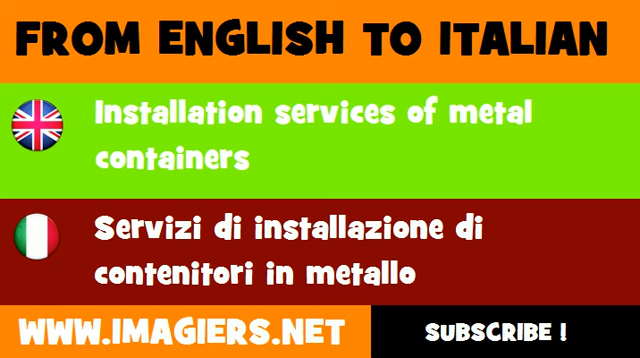 FROM ENGLISH TO ITALIAN
Installation services of metal
containers
Servizi di installazione di
contenitori in metallo
WWW.IMAGIERS.NET
SUBSCRIBE !